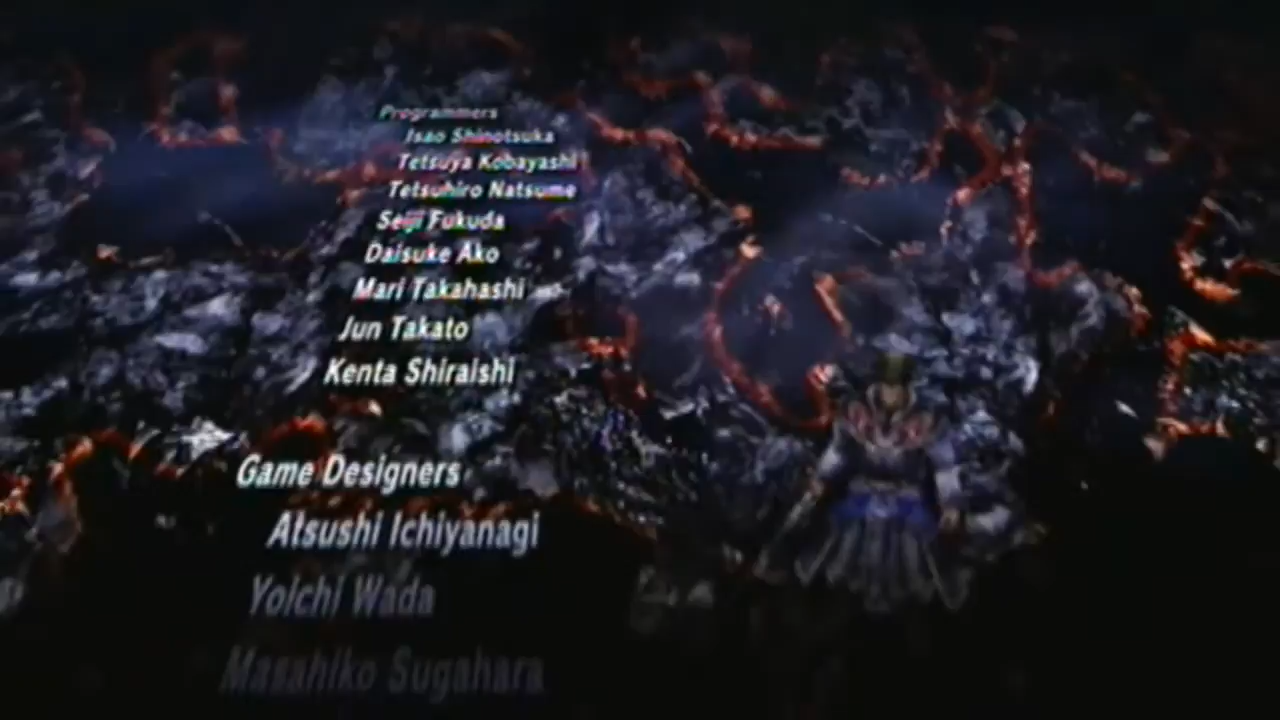 Programmers
Isao Shinotsuka
Tetsuya Kobayashi
Tetsuhiro Natsume
Seiji Fukuda
Daisuke Ako
Mari Takahashi
Jun Takato
Kenta Shiraishi
Game Designers
Atsushi Ichiyanagi
Yoichi Wada
Masahiko Sugahara